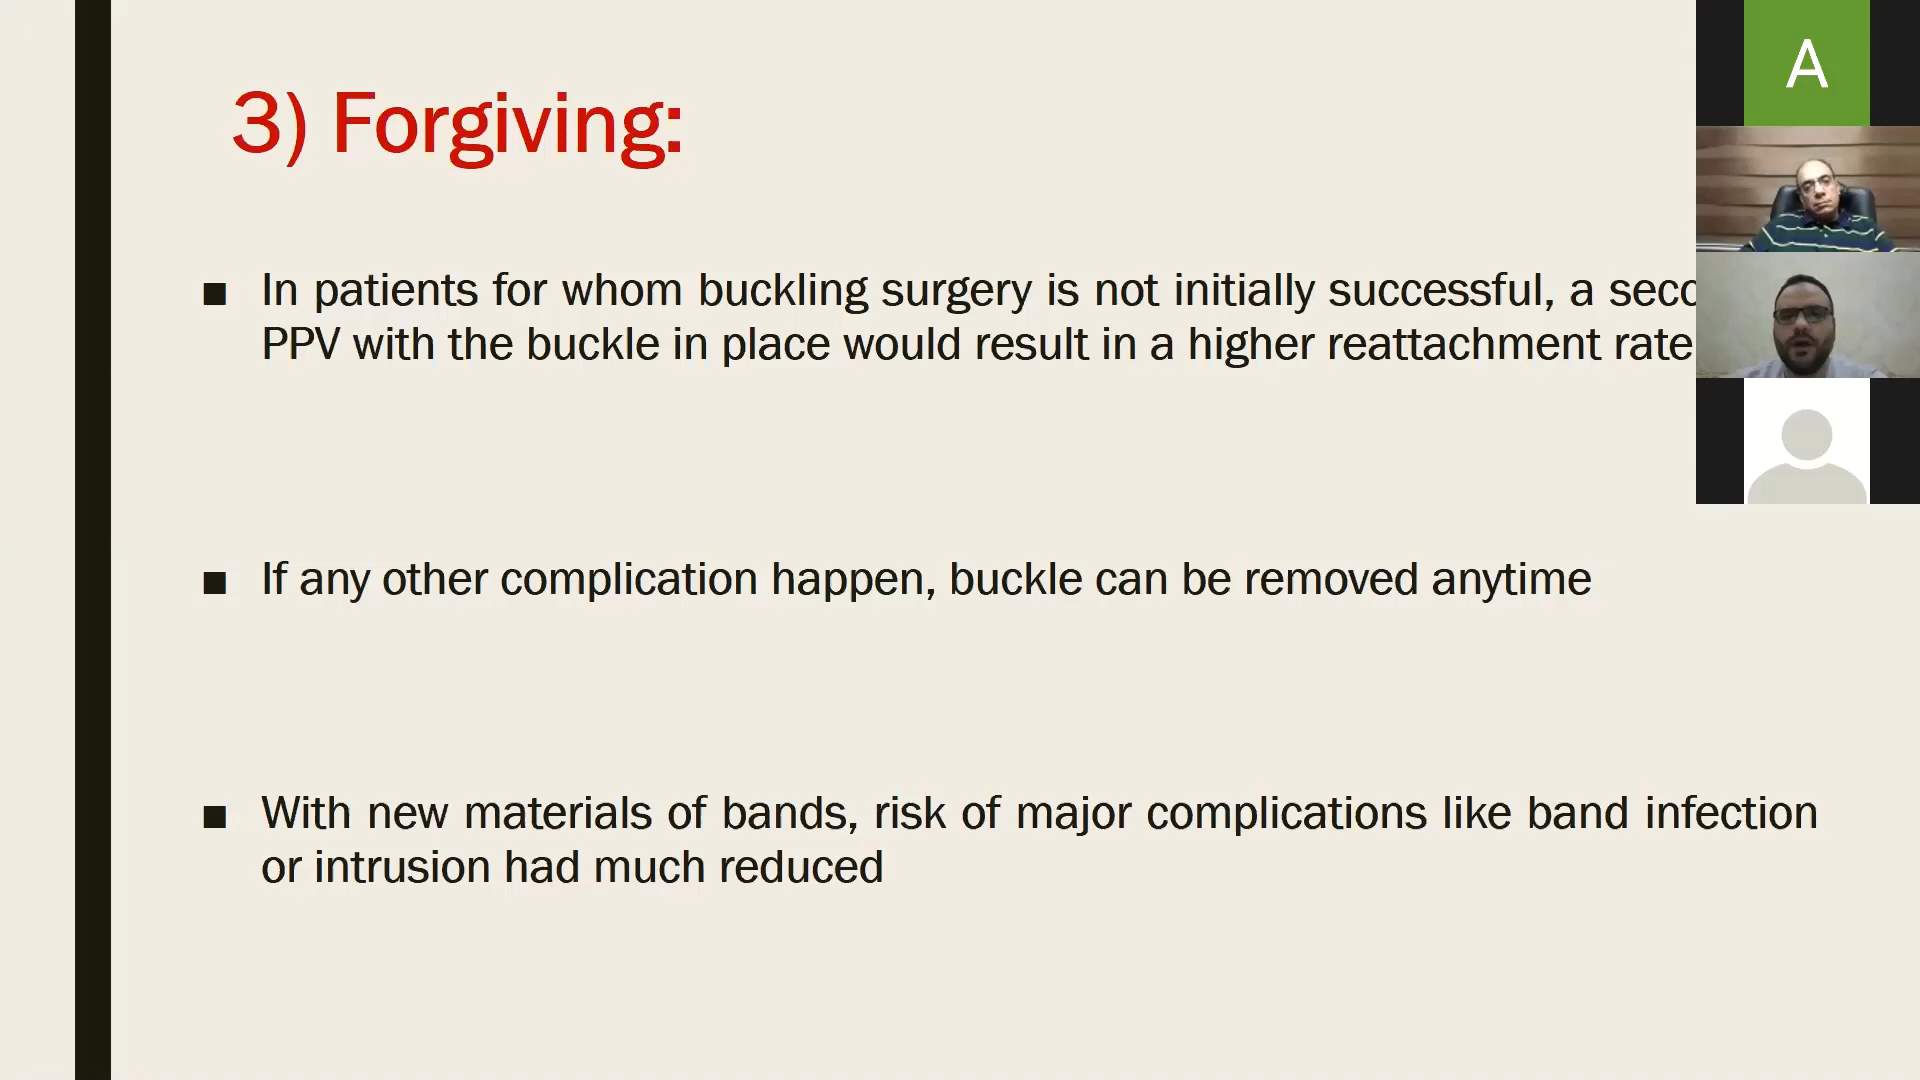 3) Forgiving:
A
■ In patients for whom buckling surgery is not initially successful, a
PPV with the buckle in place would result in a higher reattachment rate
■ If any other complication happen, buckle can be removed anytime
■ With new materials of bands, risk of major complications like band infection
or intrusion had much reduced